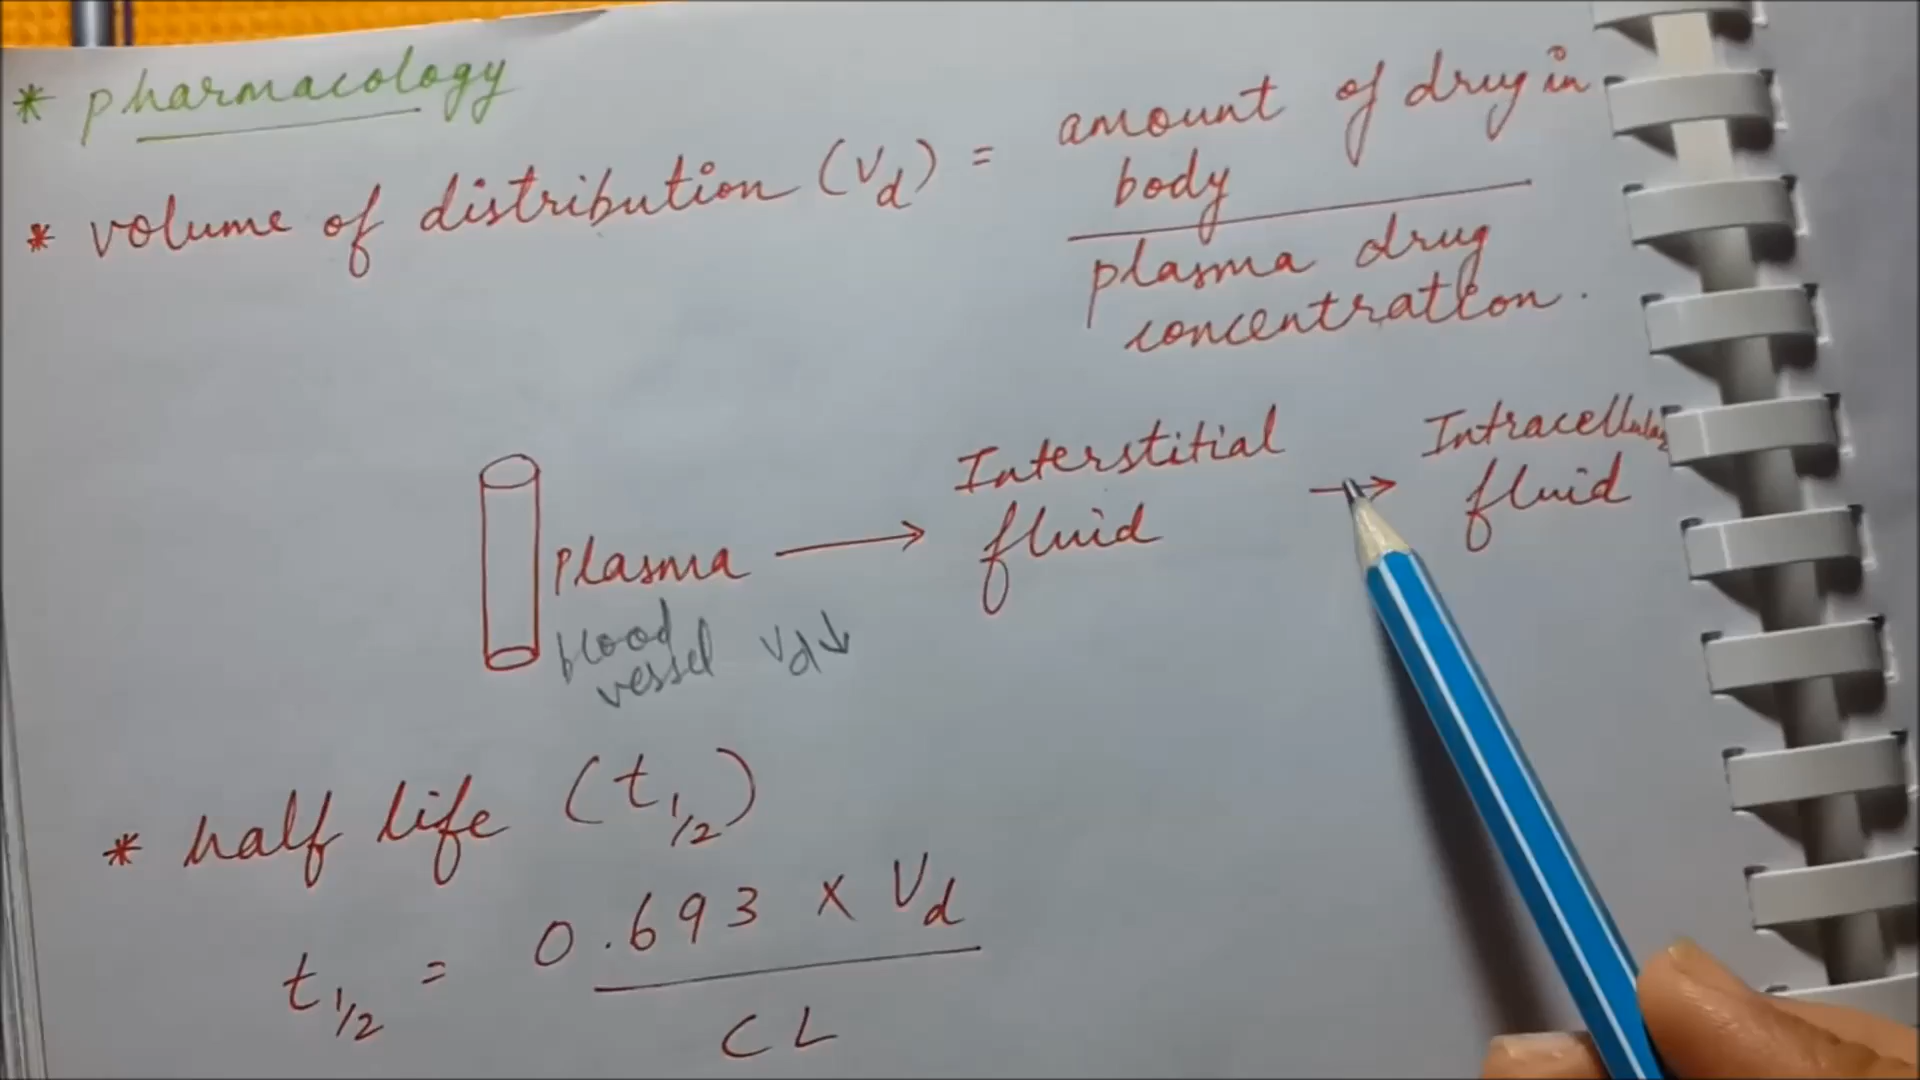 * pharmacology
* volume of distribution (Vd) = amount of drug in
body
plasma drug
concentration.
Interstitial
fluid
→ Intracellular
fluid
plasma →
blood
vessel Vd↓
* half life (t1/2)
t1/2 = 0.693 x Vd
CL